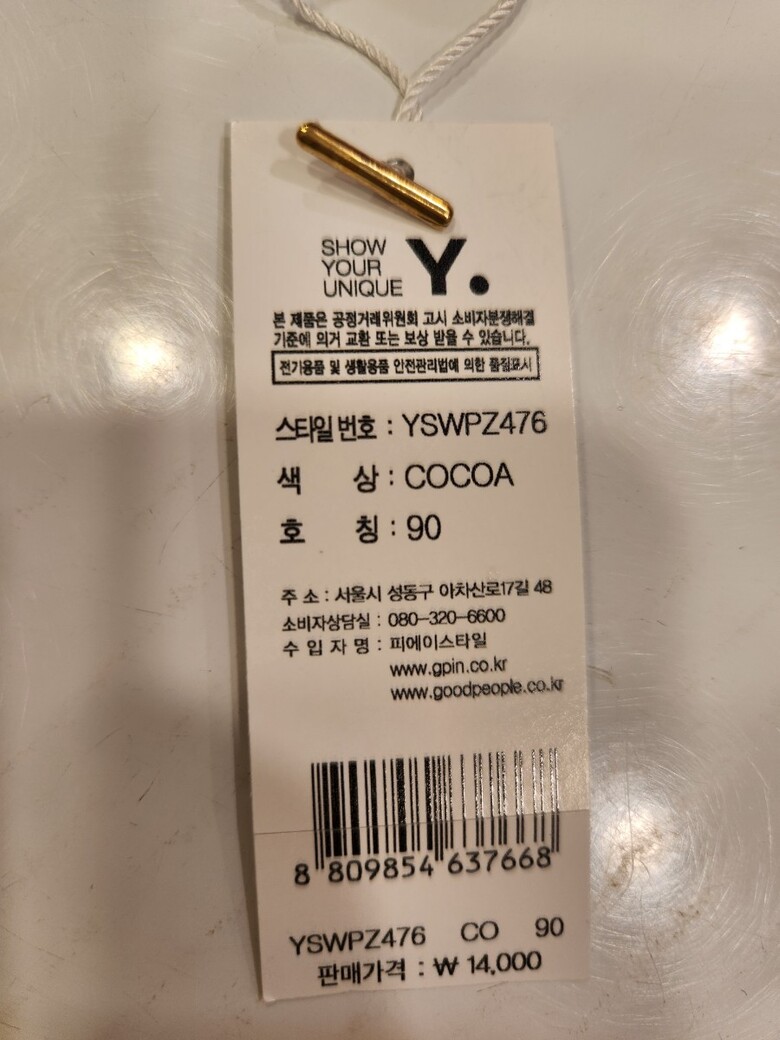 SHOW
YOUR
UNIQUE
Y.
본 제품은 공정거래위원회 고시 소비자분쟁해결
기준에 의거 교환 또는 보상 받을 수 있습니다.
전기용품 및 생활용품 안전관리법에 의한 품질표시
스타일 번호 : YSWPZ476
색 상 : COCOA
호 칭 : 90
주 소 : 서울시 성동구 아차산로17길 48
소비자상담실 : 080-320-6600
수 입 자 명 : 피에이스타일
www.gpin.co.kr
www.goodpeople.co.kr
8 809854 637668
YSWPZ476 CO 90
판매가격 : ₩ 14,000